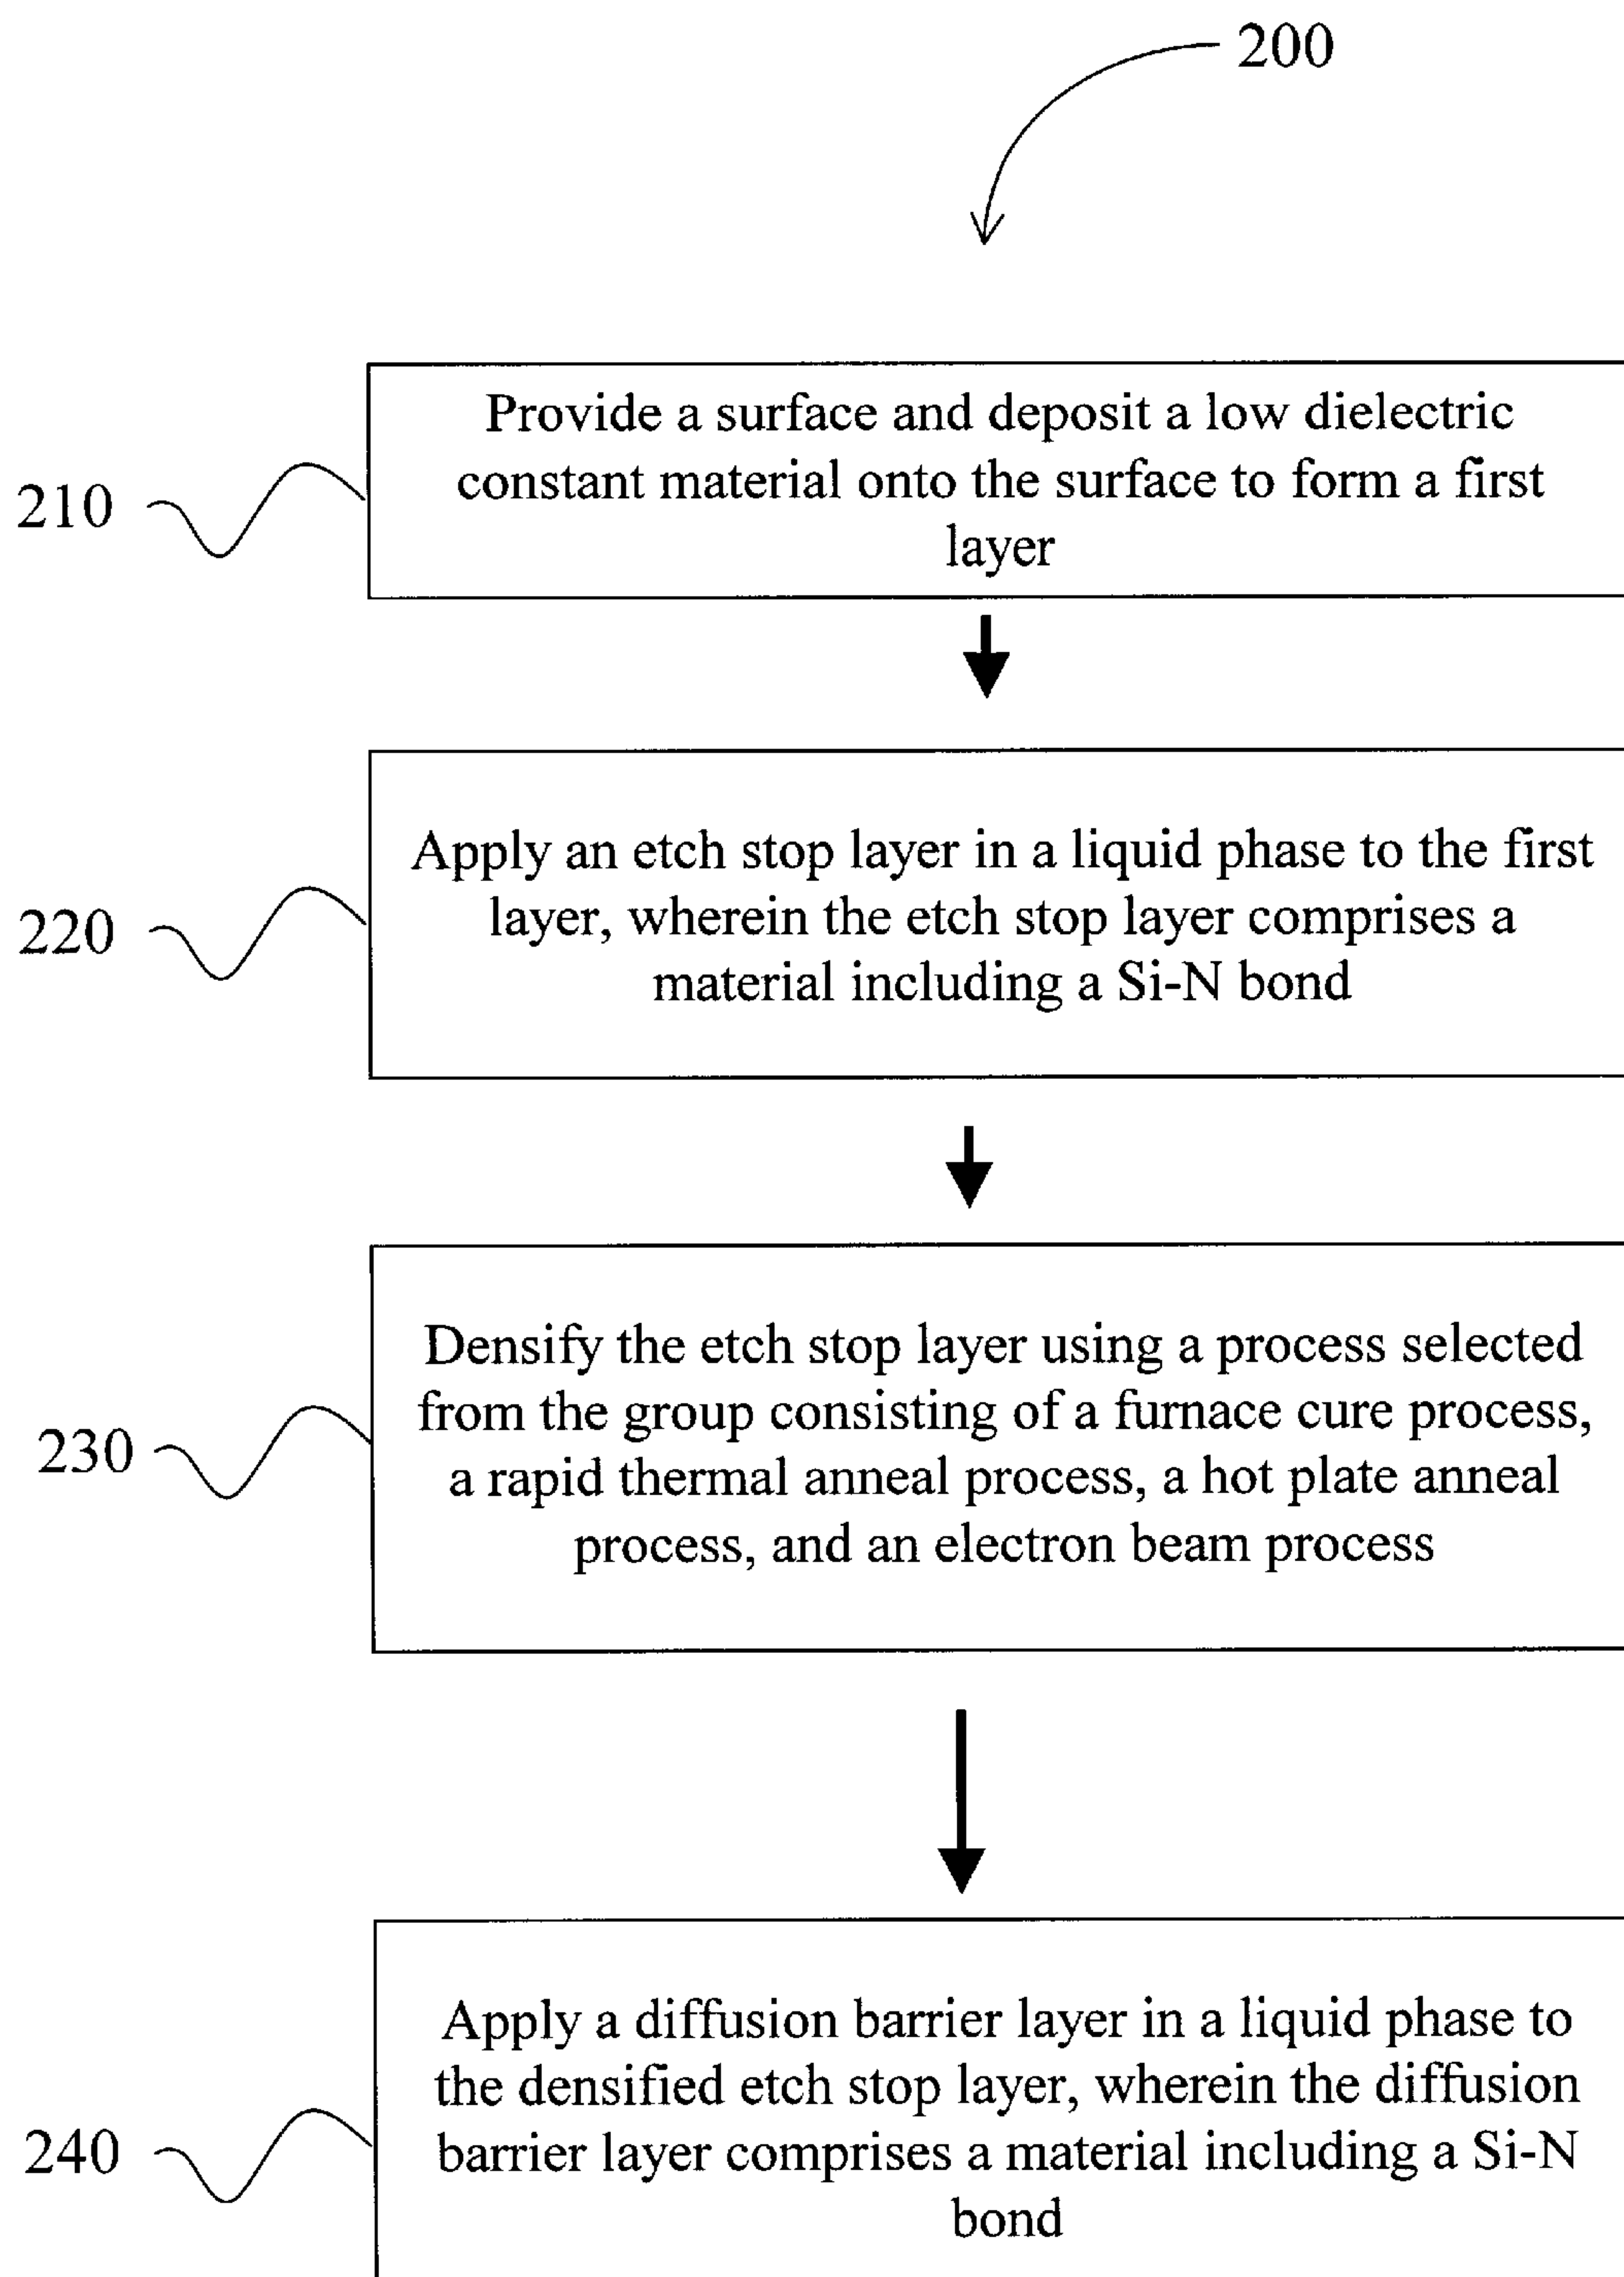 200
210
Provide a surface and deposit a low dielectric
constant material onto the surface to form a first
layer
220
Apply an etch stop layer in a liquid phase to the first
layer, wherein the etch stop layer comprises a
material including a Si-N bond
230
Densify the etch stop layer using a process selected
from the group consisting of a furnace cure process,
a rapid thermal anneal process, a hot plate anneal
process, and an electron beam process
240
Apply a diffusion barrier layer in a liquid phase to
the densified etch stop layer, wherein the diffusion
barrier layer comprises a material including a Si-N
bond